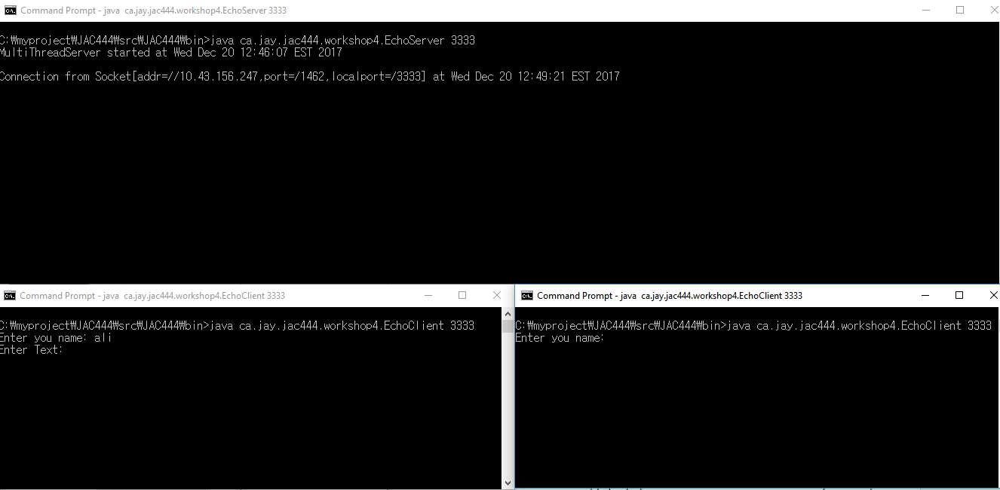 Command Prompt - java  ca.jay.jac444.workshop4.EchoServer 3333
C:₩myproject₩JAC444₩src₩JAC444₩bin>java ca.jay.jac444.workshop4.EchoServer 3333
MultiThreadServer started at Wed Dec 20 12:46:07 EST 2017
Connection from Socket[addr=//10.43.156.247,port=/1462,localport=/3333] at Wed Dec 20 12:49:21 EST 2017
Command Prompt - java  ca.jay.jac444.workshop4.EchoClient 3333
C:₩myproject₩JAC444₩src₩JAC444₩bin>java ca.jay.jac444.workshop4.EchoClient 3333
Enter you name: ali
Enter Text:
Command Prompt - java  ca.jay.jac444.workshop4.EchoClient 3333
C:₩myproject₩JAC444₩src₩JAC444₩bin>java ca.jay.jac444.workshop4.EchoClient 3333
Enter you name: